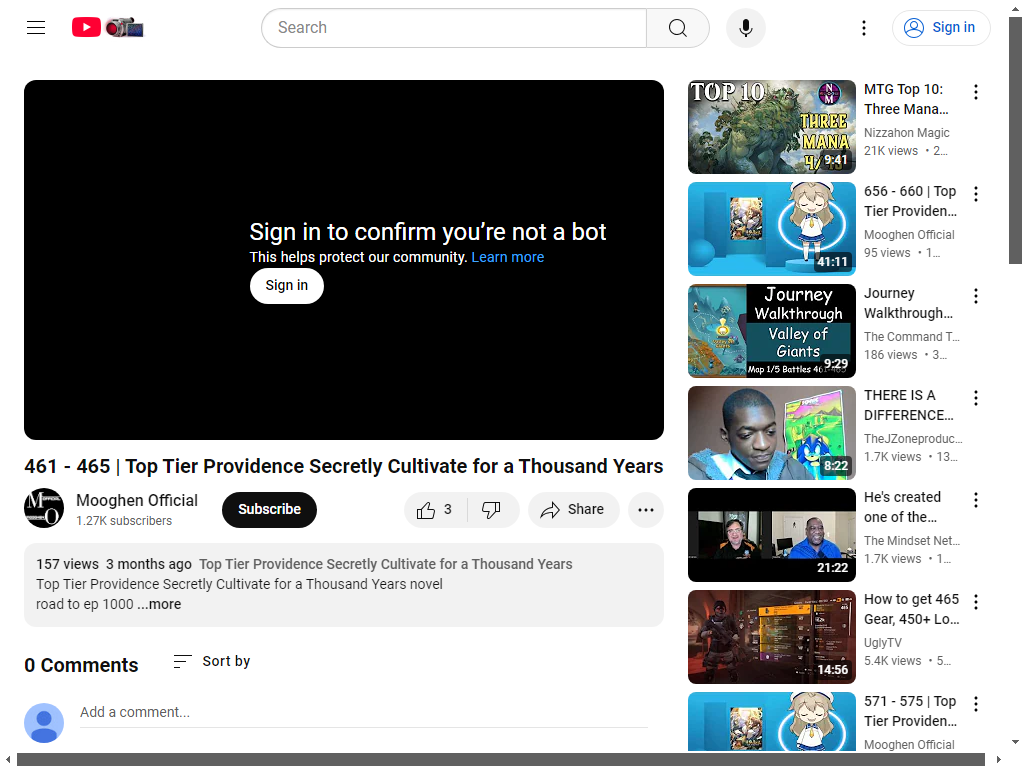 Search
Sign in
Sign in to confirm you're not a bot
This helps protect our community. Learn more
Sign in
461 - 465 | Top Tier Providence Secretly Cultivate for a Thousand Years
Mooghen Official
1.27K subscribers
Subscribe
3
Share
157 views 3 months ago Top Tier Providence Secretly Cultivate for a Thousand Years
Top Tier Providence Secretly Cultivate for a Thousand Years novel
road to ep 1000 ...more
0 Comments
Sort by
Add a comment...
TOP 10
THREE
MANA
9:41
MTG Top 10:
Three Mana...
Nizzahon Magic
21K views • 2...
41:11
656 - 660 | Top
Tier Providen...
Mooghen Official
95 views • 1...
Journey
Walkthrough
Valley of
Giants
Map 1/5 Battles 461-465
9:29
Journey
Walkthrough...
The Command T...
186 views • 3...
8:22
THERE IS A
DIFFERENCE...
TheJZoneproduc...
1.7K views • 13...
21:22
He's created
one of the...
The Mindset Net...
1.7K views • 1...
14:56
How to get 465
Gear, 450+ Lo...
UglyTV
5.4K views • 5...
571 - 575 | Top
Tier Providen...
Mooghen Official